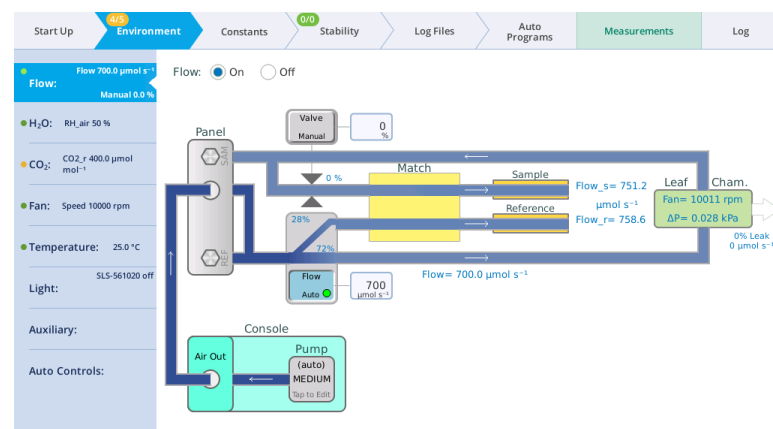 Start Up
4/5
Environment
Constants
0/0
Stability
Log Files
Auto
Programs
Measurements
Log
Flow 700.0 µmol s⁻¹
Flow:
Manual 0.0 %
H₂O: RH_air 50 %
CO₂: CO2_r 400.0 µmol
mol⁻¹
Fan: Speed 10000 rpm
Temperature: 25.0 °C
SLS-561020 off
Light:
Auxiliary:
Auto Controls:
Flow: On Off
Valve
Manual
0
%
Panel
SAM
REF
0 %
Match
Sample
Reference
Flow_s= 751.2
µmol s⁻¹
Flow_r= 758.6
Leaf Cham.
Fan= 10011 rpm
ΔP= 0.028 kPa
0% Leak
0 µmol s⁻¹
28%
72%
Flow
Auto
700
µmol s⁻¹
Flow= 700.0 µmol s⁻¹
Console
Air Out
Pump
(auto)
MEDIUM
Tap to Edit